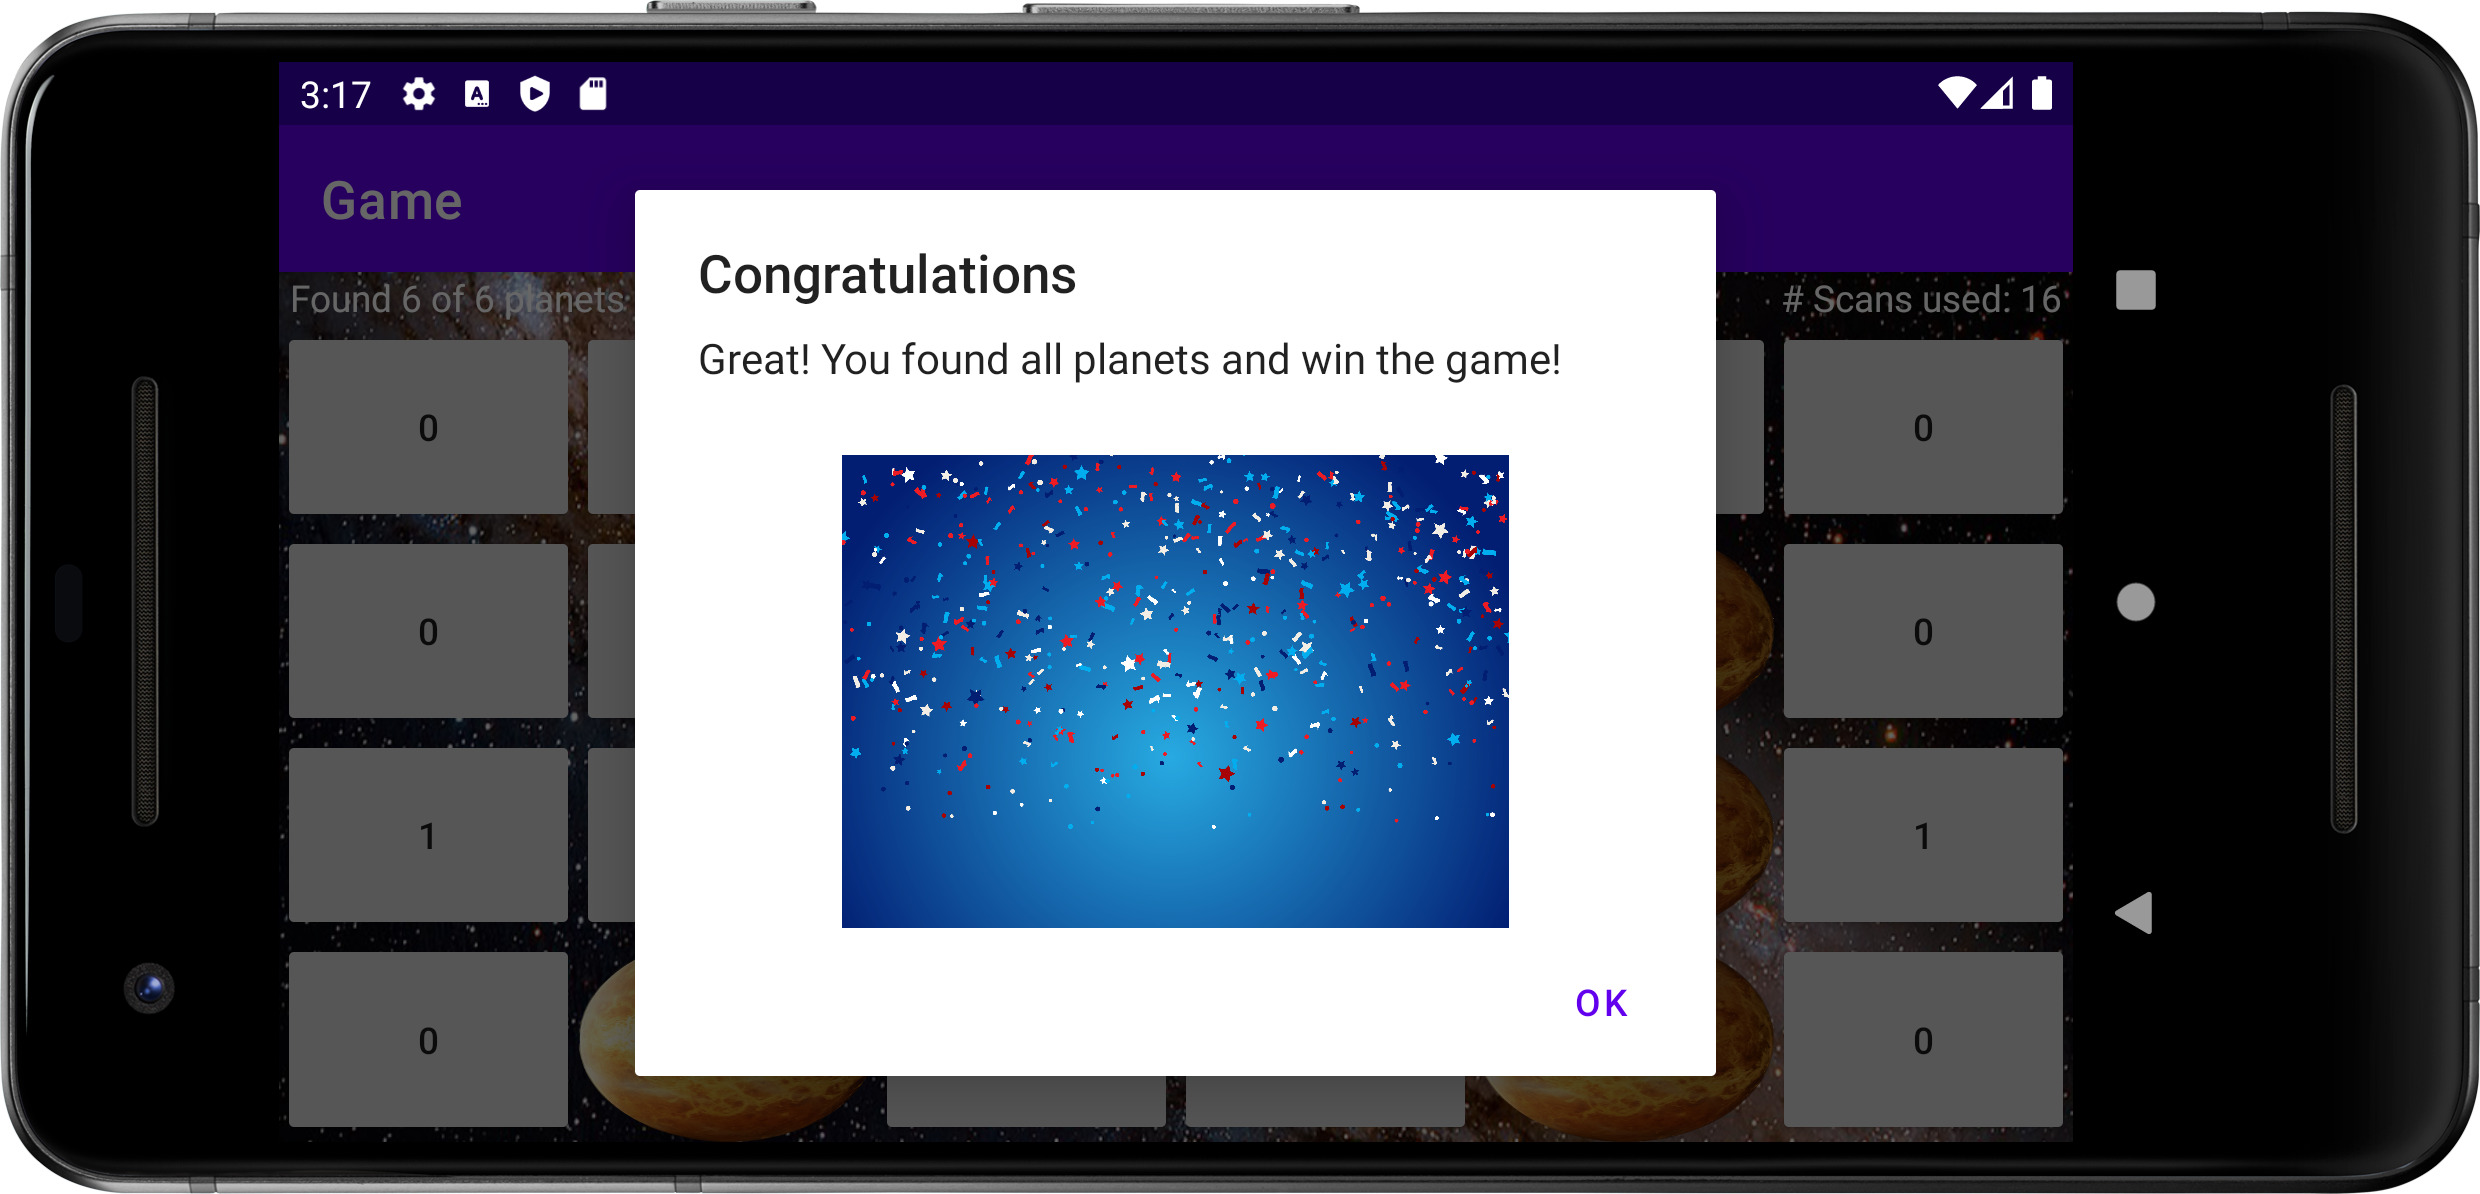 3:17 A
Game
Congratulations
Great! You found all planets and win the game!
Found 6 of 6 planets
# Scans used: 16
0
0
0
0
1
1
0
0
OK